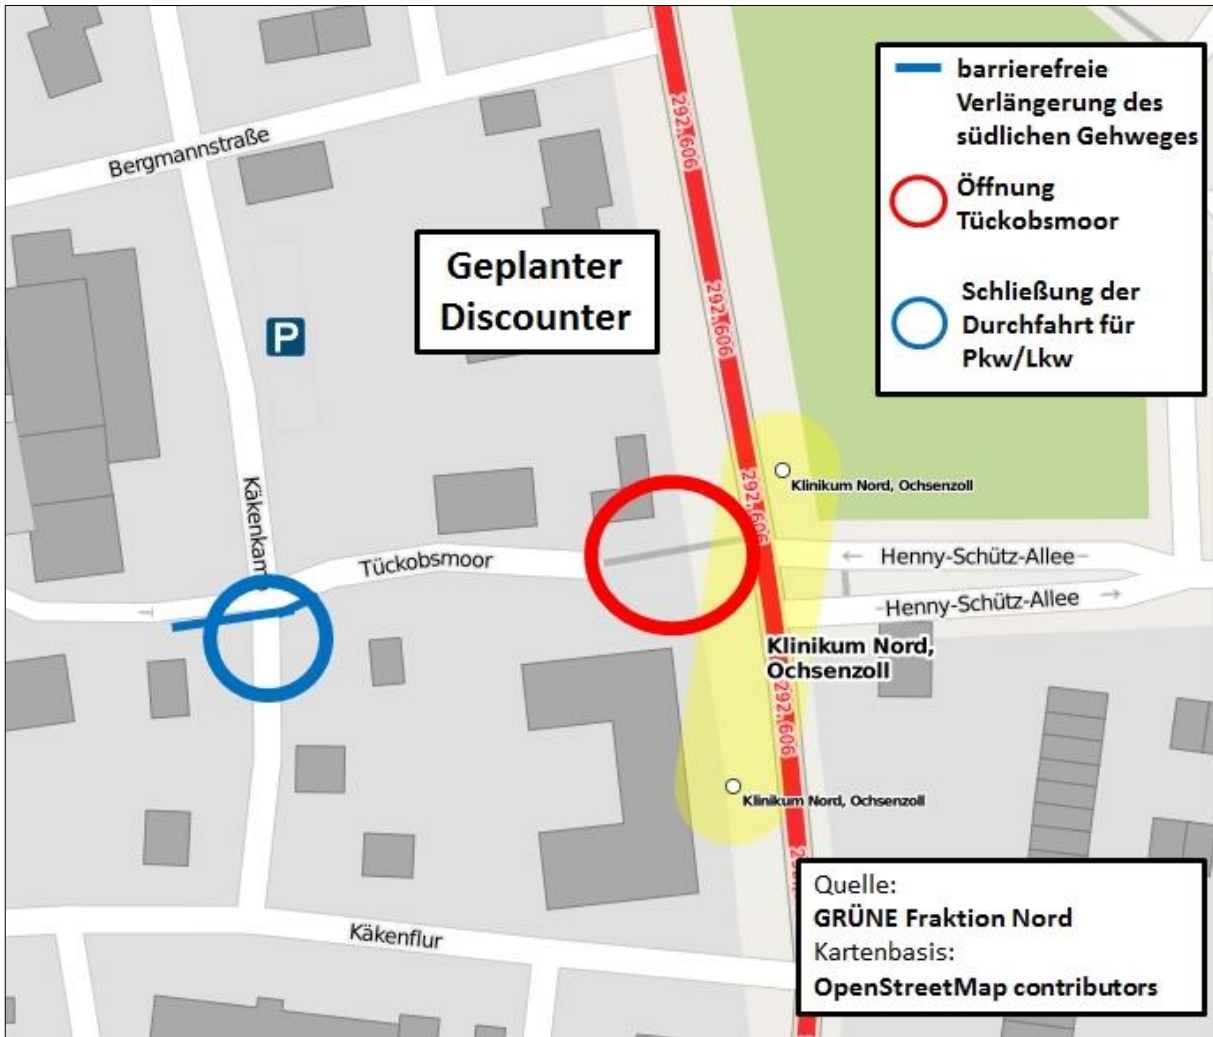 292, 606
Bergmannstraße
barrierefreie
Verlängerung des
südlichen Gehweges
Öffnung
Tückobsmoor
Schließung der
Durchfahrt für
Pkw/Lkw
Geplanter
Discounter
292, 606
P
292, 606
Klinikum Nord, Ochsenzoll
Käkenkam
Tückobsmoor
Henny-Schütz-Allee
Henny-Schütz-Allee
Klinikum Nord,
Ochsenzoll
292, 606
Klinikum Nord, Ochsenzoll
Käkenflur
Quelle:
GRÜNE Fraktion Nord
Kartenbasis:
OpenStreetMap contributors